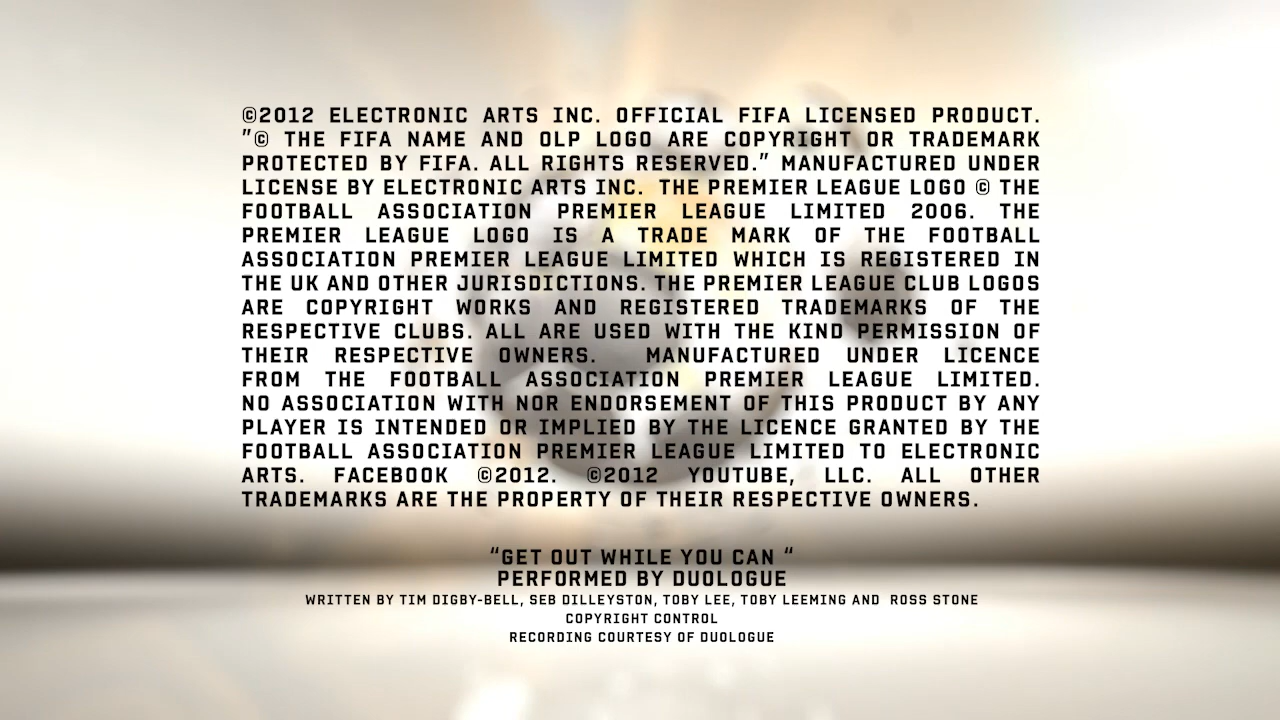 ©2012 ELECTRONIC ARTS INC. OFFICIAL FIFA LICENSED PRODUCT.
"© THE FIFA NAME AND OLP LOGO ARE COPYRIGHT OR TRADEMARK
PROTECTED BY FIFA. ALL RIGHTS RESERVED." MANUFACTURED UNDER
LICENSE BY ELECTRONIC ARTS INC. THE PREMIER LEAGUE LOGO © THE
FOOTBALL ASSOCIATION PREMIER LEAGUE LIMITED 2006. THE
PREMIER LEAGUE LOGO IS A TRADE MARK OF THE FOOTBALL
ASSOCIATION PREMIER LEAGUE LIMITED WHICH IS REGISTERED IN
THE UK AND OTHER JURISDICTIONS. THE PREMIER LEAGUE CLUB LOGOS
ARE COPYRIGHT WORKS AND REGISTERED TRADEMARKS OF THE
RESPECTIVE CLUBS. ALL ARE USED WITH THE KIND PERMISSION OF
THEIR RESPECTIVE OWNERS. MANUFACTURED UNDER LICENCE
FROM THE FOOTBALL ASSOCIATION PREMIER LEAGUE LIMITED.
NO ASSOCIATION WITH NOR ENDORSEMENT OF THIS PRODUCT BY ANY
PLAYER IS INTENDED OR IMPLIED BY THE LICENCE GRANTED BY THE
FOOTBALL ASSOCIATION PREMIER LEAGUE LIMITED TO ELECTRONIC
ARTS. FACEBOOK ©2012. ©2012 YOUTUBE, LLC. ALL OTHER
TRADEMARKS ARE THE PROPERTY OF THEIR RESPECTIVE OWNERS.
“GET OUT WHILE YOU CAN “
PERFORMED BY DUOLOGUE
WRITTEN BY TIM DIGBY-BELL, SEB DILLEYSTON, TOBY LEE, TOBY LEEMING AND ROSS STONE
COPYRIGHT CONTROL
RECORDING COURTESY OF DUOLOGUE